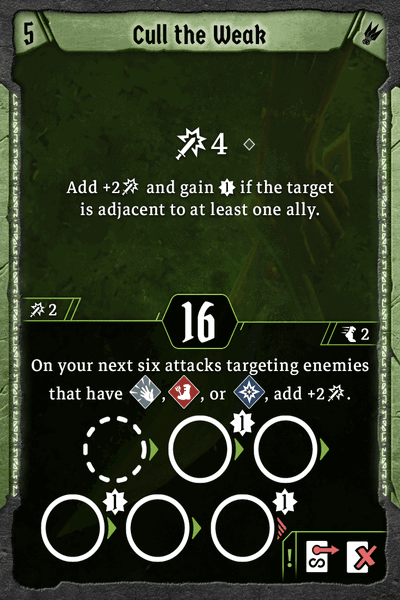 5 Cull the Weak
4
Add +2 and gain 1 if the target
is adjacent to at least one ally.
2
16
2
On your next six attacks targeting enemies
that have , , or , add +2 .
1
1 1
!